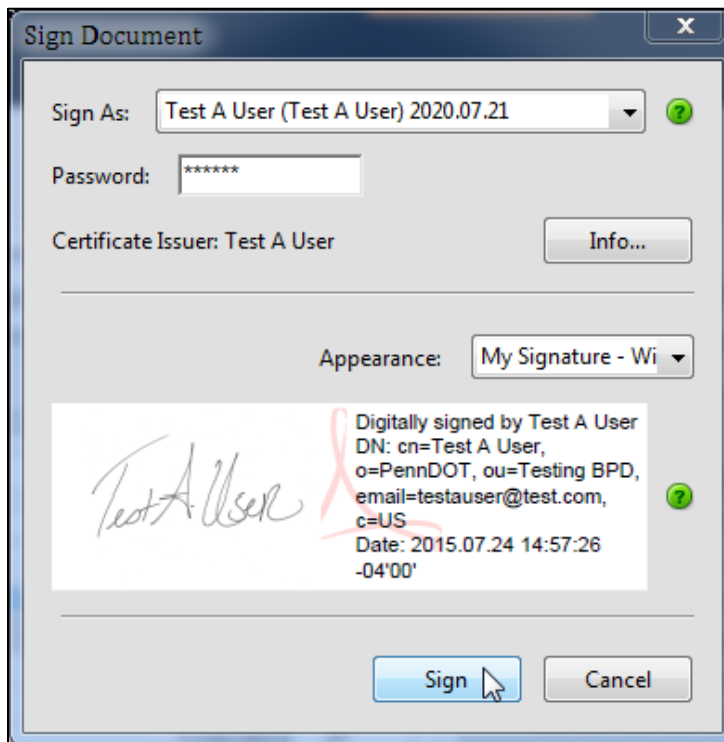 Sign Document
x
Sign As: Test A User (Test A User) 2020.07.21 ?
Password: ******
Certificate Issuer: Test A User Info...
Appearance: My Signature - Wi
Test A. User
Digitally signed by Test A User
DN: cn=Test A User,
o=PennDOT, ou=Testing BPD,
email=testauser@test.com,
c=US
Date: 2015.07.24 14:57:26
-04'00'
?
Sign Cancel